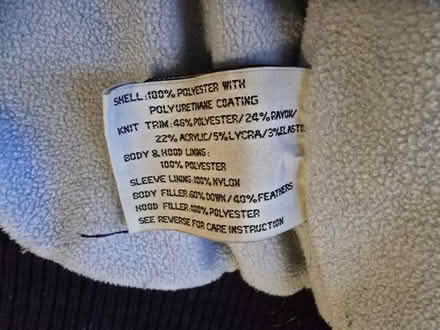 SHELL:100% POLYESTER WITH
POLYURETHANE COATING
KNIT TRIM:46%POLYESTER/24%RAYON/
22%ACRYLIC/5%LYCRA/3%ELASTI
BODY & HOOD LINING:
100% POLYESTER
SLEEVE LINING:100% NYLON
BODY FILLER:60%DOWN/40%FEATHERS
HOOD FILLER:100%POLYESTER
SEE REVERSE FOR CARE INSTRUCTION